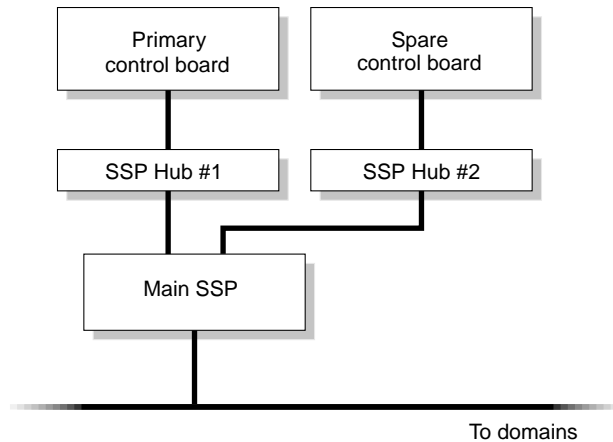 Primary
control board
Spare
control board
SSP Hub #1
SSP Hub #2
Main SSP
To domains